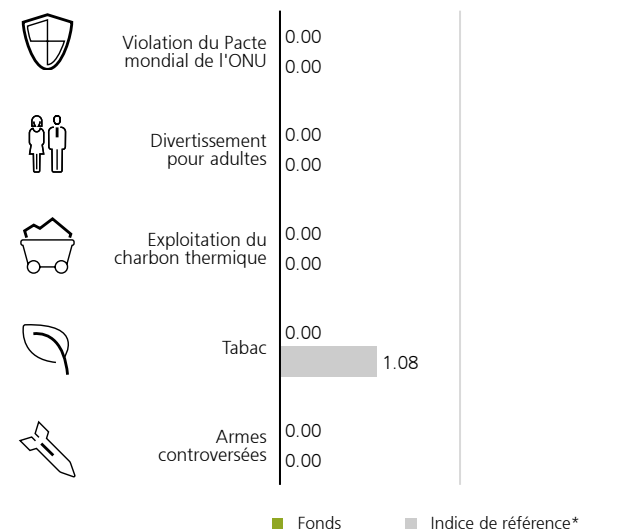 Violation du Pacte
mondial de l'ONU
0.00
0.00
Divertissement
pour adultes
0.00
0.00
Exploitation du
charbon thermique
0.00
0.00
Tabac
0.00
1.08
Armes
controversées
0.00
0.00
Fonds
Indice de référence*